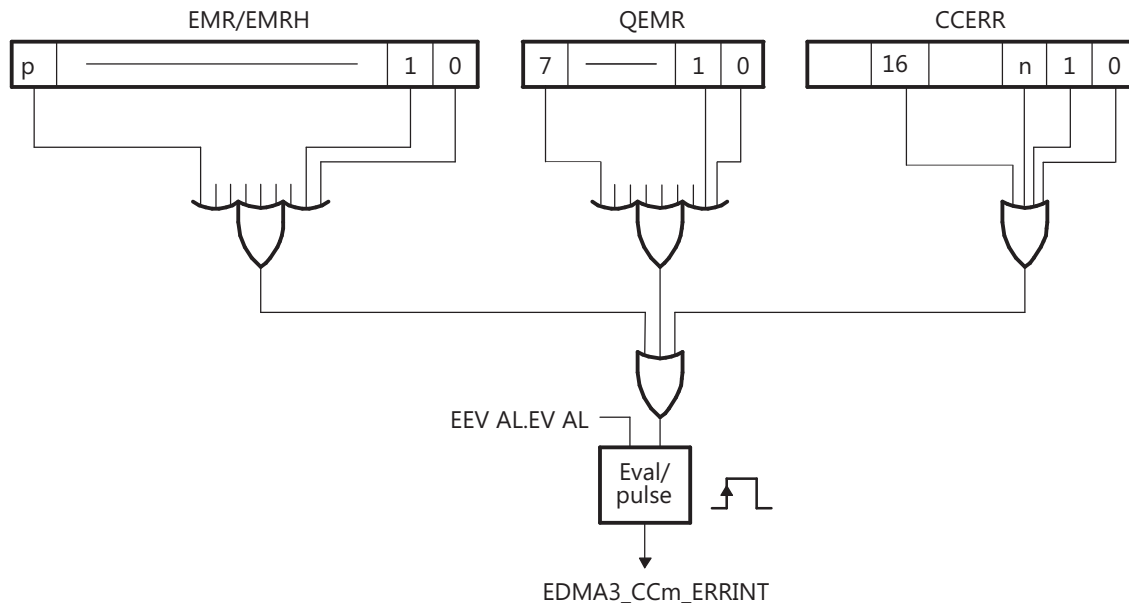 EMR/EMRH QEMR CCERR
p 1 0 7 1 0 16 n 1 0
EEV AL.EV AL
Eval/
pulse
EDMA3_CCm_ERRINT